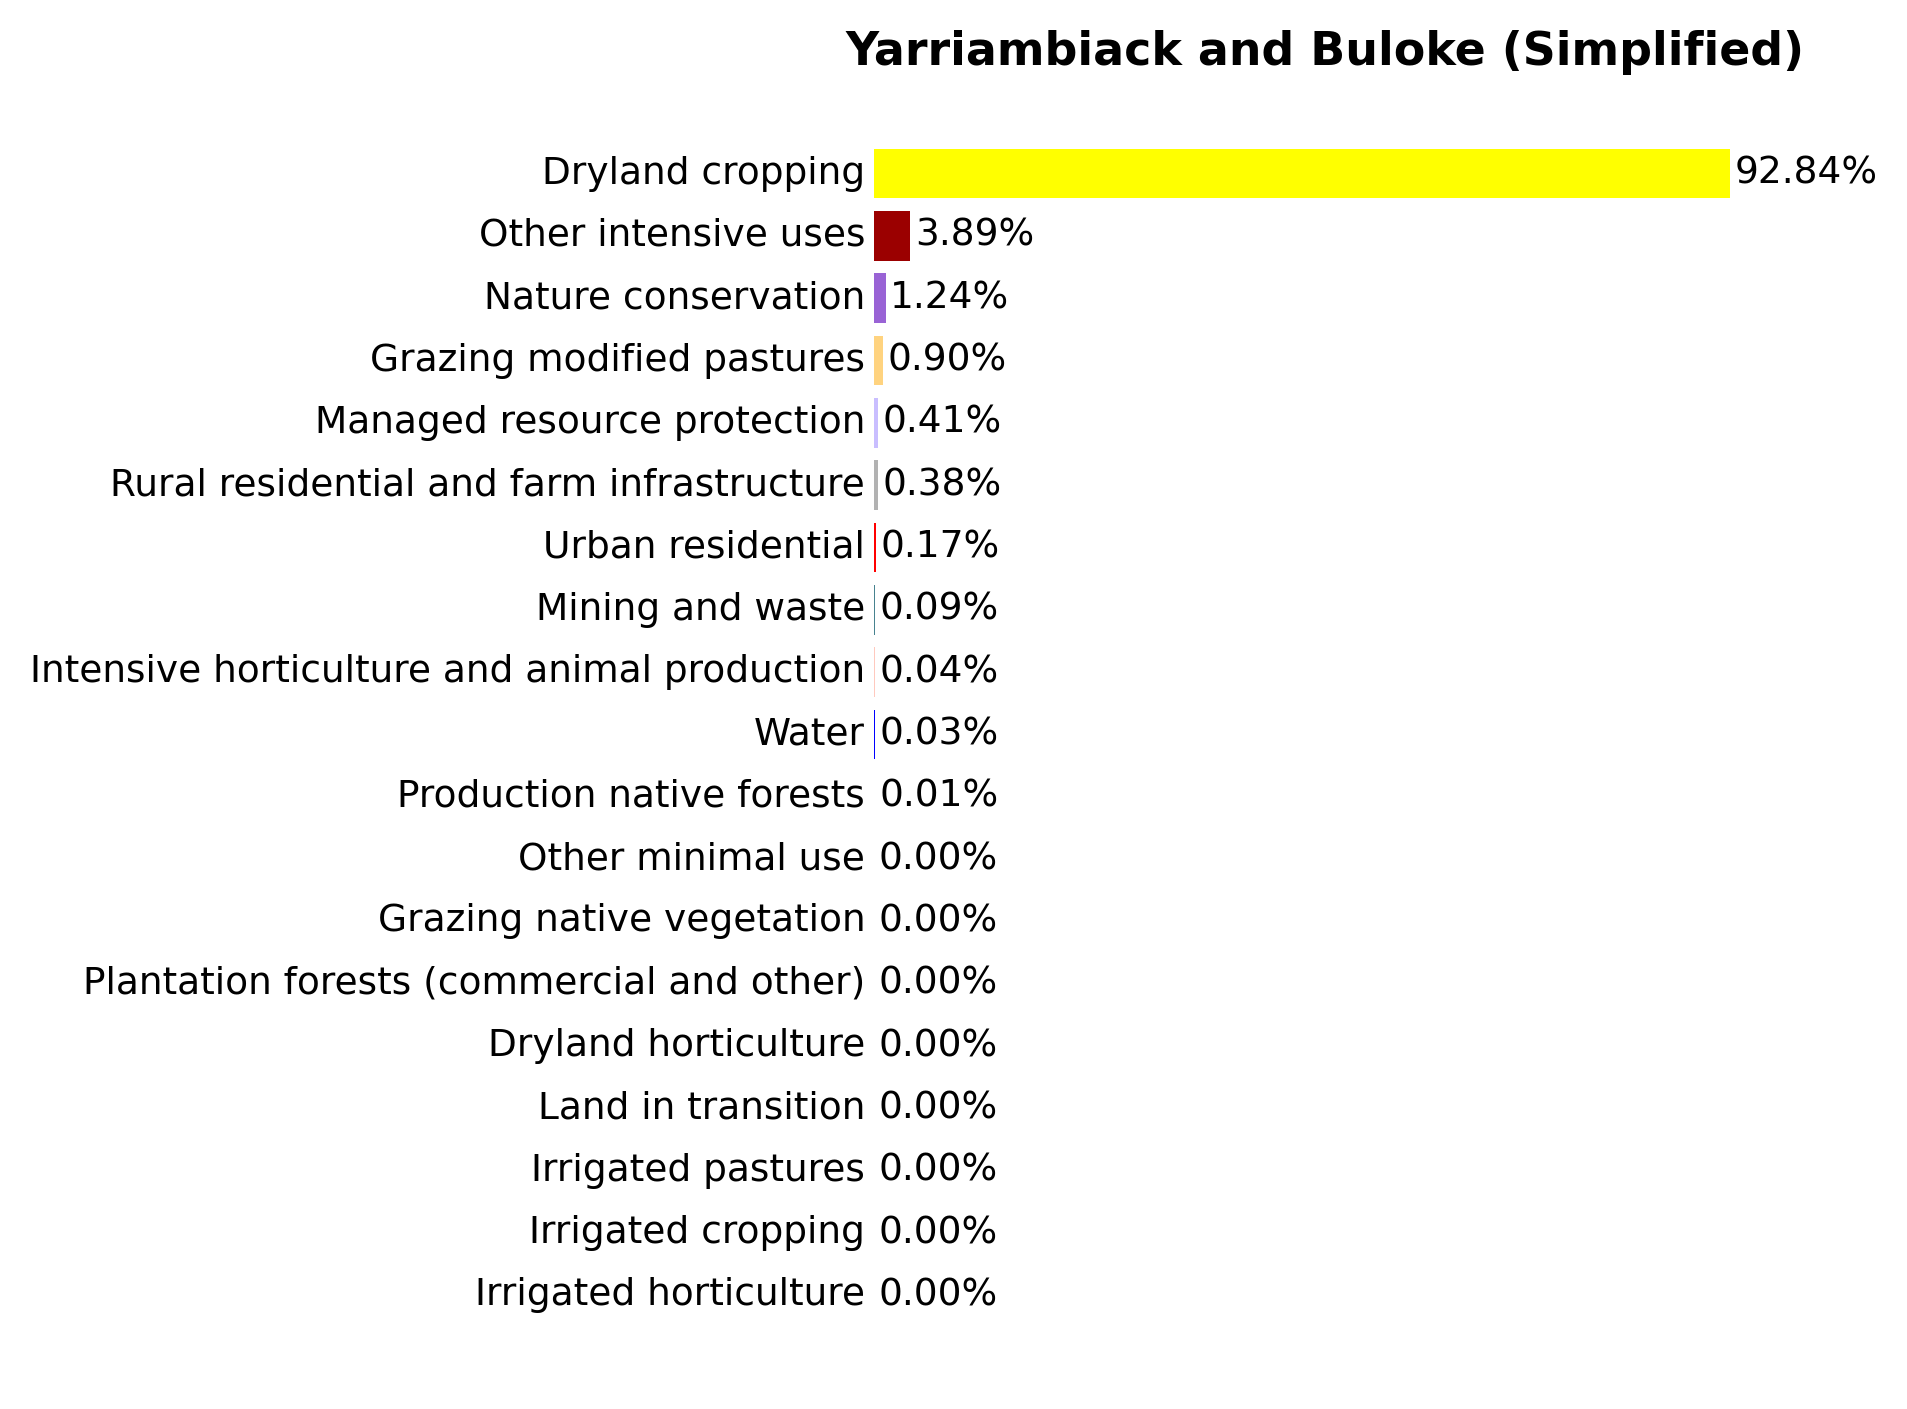 Yarriambiack and Buloke (Simplified)
Dryland cropping 92.84%
Other intensive uses 3.89%
Nature conservation 1.24%
Grazing modified pastures 0.90%
Managed resource protection 0.41%
Rural residential and farm infrastructure 0.38%
Urban residential 0.17%
Mining and waste 0.09%
Intensive horticulture and animal production 0.04%
Water 0.03%
Production native forests 0.01%
Other minimal use 0.00%
Grazing native vegetation 0.00%
Plantation forests (commercial and other) 0.00%
Dryland horticulture 0.00%
Land in transition 0.00%
Irrigated pastures 0.00%
Irrigated cropping 0.00%
Irrigated horticulture 0.00%